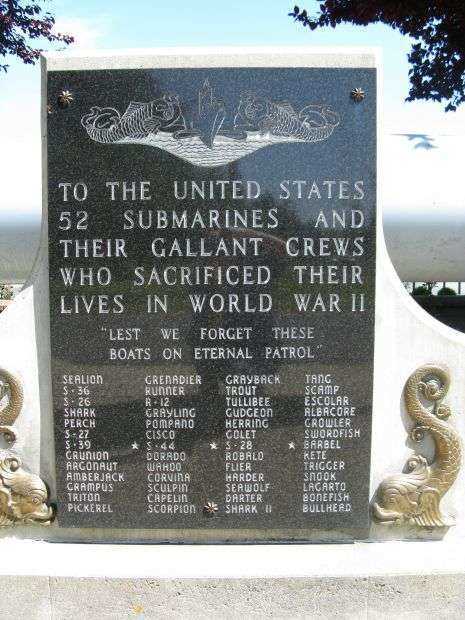 TO THE UNITED STATES
52 SUBMARINES AND
THEIR GALLANT CREWS
WHO SACRIFICED THEIR
LIVES IN WORLD WAR II
"LEST WE FORGET THESE
BOATS ON ETERNAL PATROL"
SEALION GRENADIER GRAYBACK TANG
S-36 RUNNER TROUT SCAMP
S-26 R-12 TULLIBEE ESCOLAR
SHARK GRAYLING GUDGEON ALBACORE
PERCH POMPANO HERRING GROWLER
S-27 CISCO GOLET SWORDFISH
S-39 ★ S-44 ★ S-28 ★ BARBEL
GRUNION DORADO ROBALO KETE
ARGONAUT WAHOO FLIER TRIGGER
AMBERJACK CORVINA HARDER SNOOK
GRAMPUS SCULPIN SEAWOLF LAGARTO
TRITON CAPELIN DARTER BONEFISH
PICKEREL SCORPION SHARK II BULLHEAD